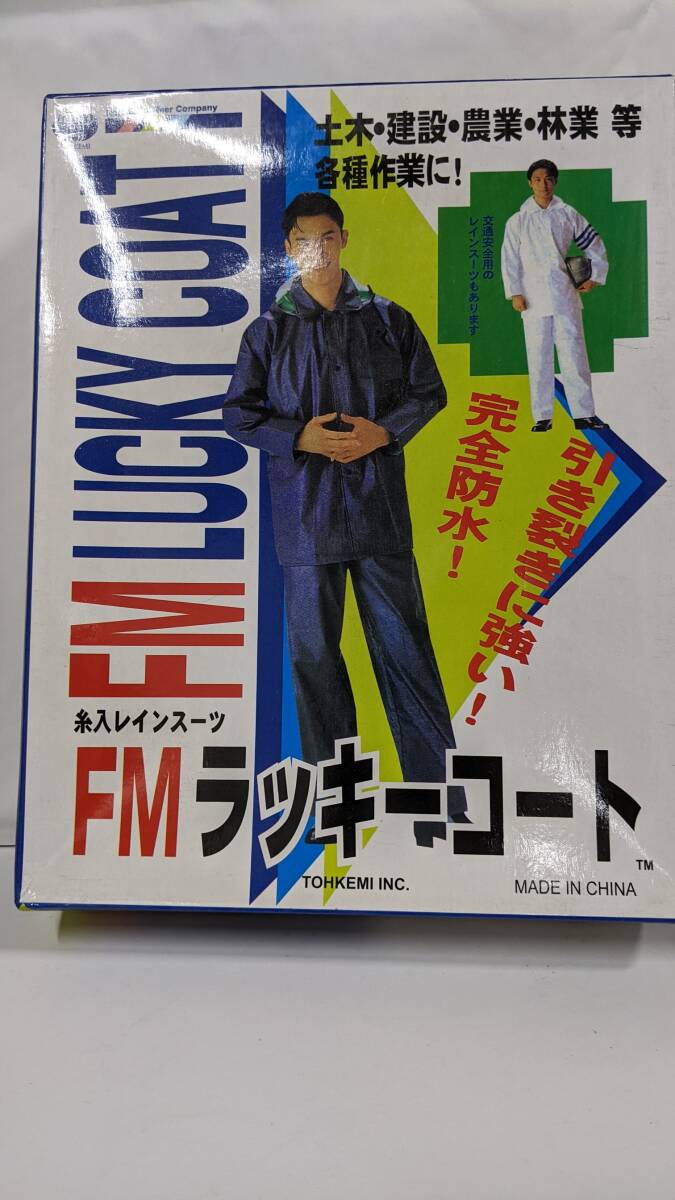 Company
土木・建設・農業・林業 等
各種作業に!
交通安全用の
レインスーツもあります
完全防水!
引き裂きに強い!
FM LUCKY COAT
糸入レインスーツ
FMラッキーコート™
TOHKEMI INC.
MADE IN CHINA